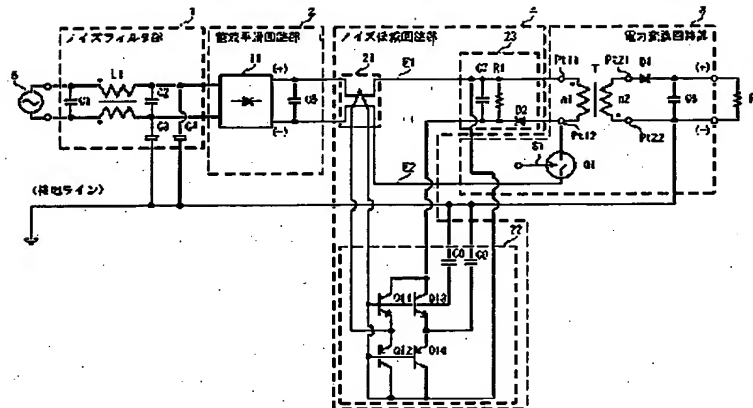 1
2
4
3
ノイズフィルタ部
整流平滑回路部
ノイズ低減回路部
電力変換回路部
L1
C1
C2
C3
C4
11
(+)
(-)
C5
21
E1
23
C7
R1
D2
Pt11
Pt12
T
n1
n2
Pt21
Pt22
D1
C6
(+)
(-)
R
S1
Q1
E2
〈接地ライン〉
22
C8
C9
Q11
Q13
Q12
Q14